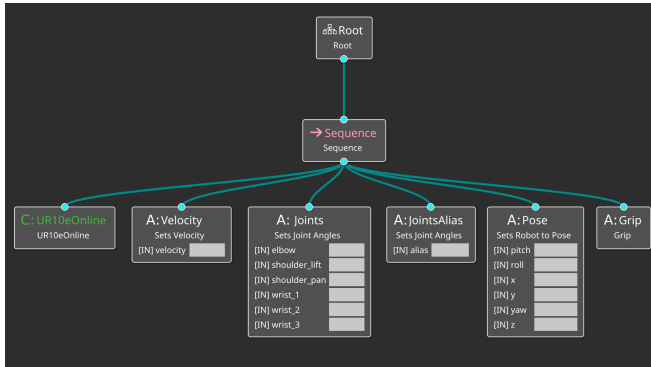 Root
Root
Sequence
Sequence
C: UR10eOnline
UR10eOnline
A: Velocity
Sets Velocity
[IN] velocity
A: Joints
Sets Joint Angles
[IN] elbow
[IN] shoulder_lift
[IN] shoulder_pan
[IN] wrist_1
[IN] wrist_2
[IN] wrist_3
A: JointsAlias
Sets Joint Angles
[IN] alias
A: Pose
Sets Robot to Pose
[IN] pitch
[IN] roll
[IN] x
[IN] y
[IN] yaw
[IN] z
A: Grip
Grip